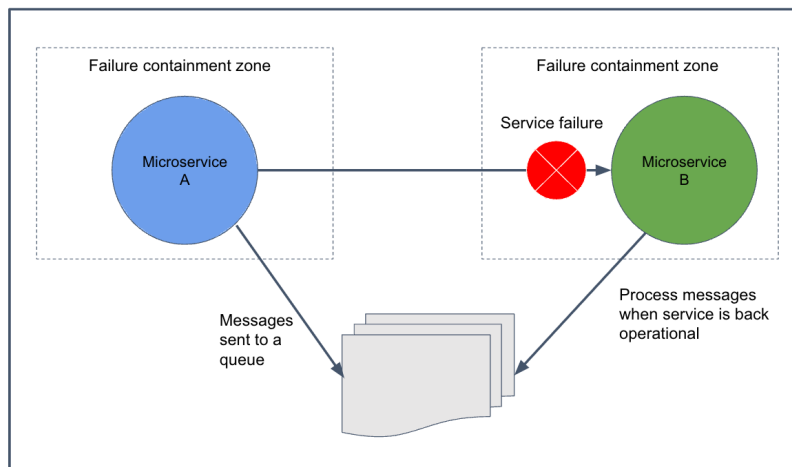 Failure containment zone
Failure containment zone
Service failure
Microservice
A
Microservice
B
Messages
sent to a
queue
Process messages
when service is back
operational